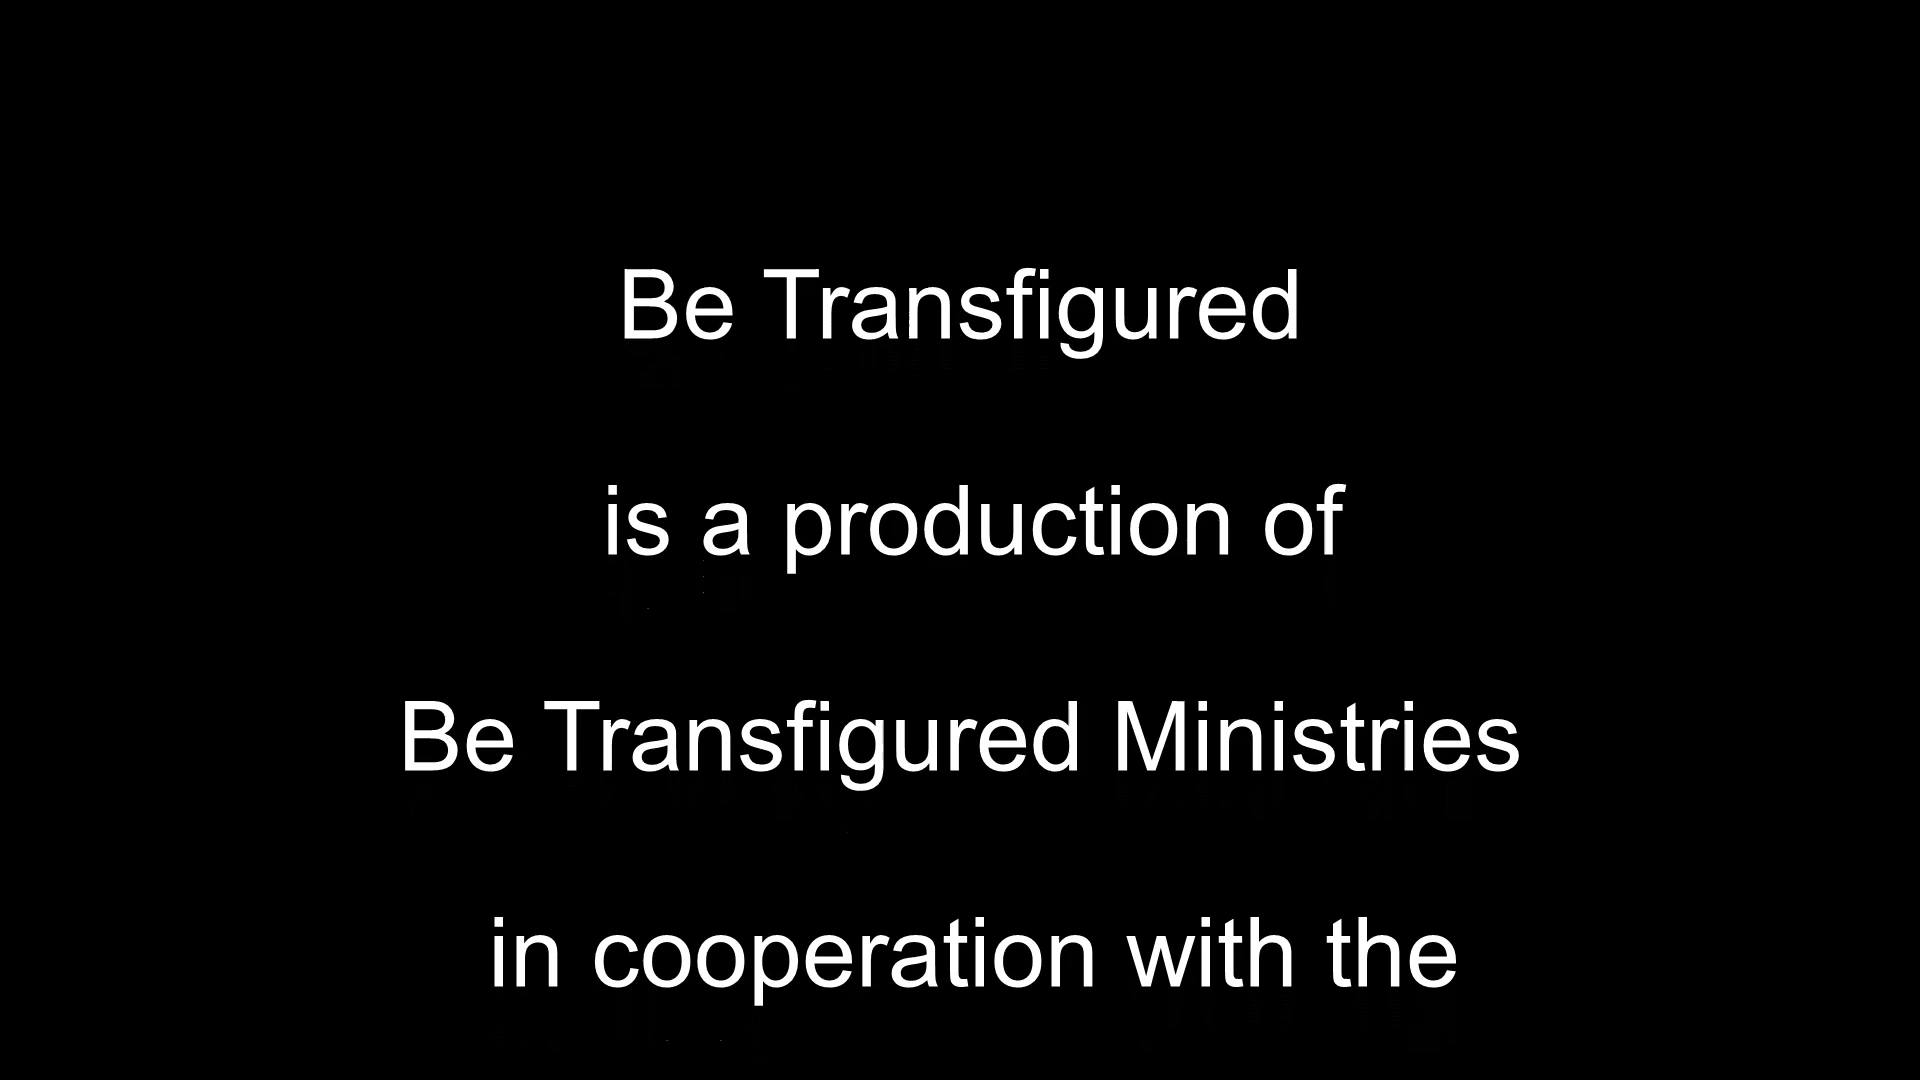 Be Transfigured
is a production of
Be Transfigured Ministries
in cooperation with the